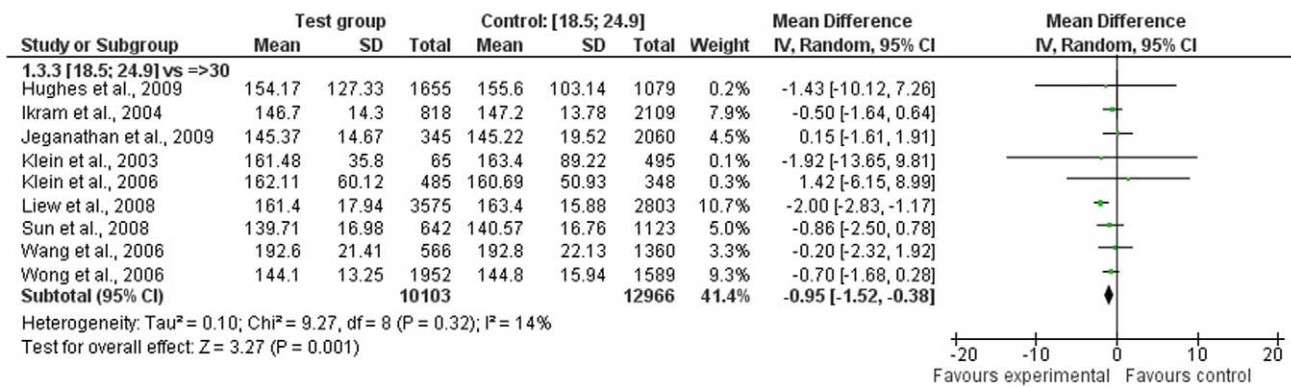 Test group Control: [18.5; 24.9] Mean Difference Mean Difference
Study or Subgroup Mean SD Total Mean SD Total Weight IV, Random, 95% CI IV, Random, 95% CI
1.3.3 [18.5; 24.9] vs =>30
Hughes et al., 2009 154.17 127.33 1655 155.6 103.14 1079 0.2% -1.43 [-10.12, 7.26]
Ikram et al., 2004 146.7 14.3 818 147.2 13.78 2109 7.9% -0.50 [-1.64, 0.64]
Jeganathan et al., 2009 145.37 14.67 345 145.22 19.52 2060 5.0% 0.15 [-1.61, 1.91]
Klein et al., 2003 161.48 35.8 65 163.4 89.22 495 0.1% -1.92 [-13.65, 9.81]
Klein et al., 2006 162.11 60.12 485 160.69 50.93 348 0.3% 1.42 [-6.15, 8.99]
Liew et al., 2008 161.4 17.94 3575 163.4 15.88 2803 10.7% -2.00 [-2.83, -1.17]
Sun et al., 2008 139.71 16.98 642 140.57 16.76 1123 5.0% -0.86 [-2.50, 0.78]
Wang et al., 2006 192.6 21.41 566 192.8 22.13 1360 3.3% -0.20 [-2.32, 1.92]
Wong et al., 2006 144.1 13.25 1952 144.8 15.94 1589 9.3% -0.70 [-1.68, 0.28]
Subtotal (95% CI) 10103 12966 41.4% -0.95 [-1.52, -0.38]
Heterogeneity: Tau² = 0.10; Chi² = 9.27, df = 8 (P = 0.32); I² = 14%
Test for overall effect: Z = 3.27 (P = 0.001)
-20 -10 0 10 20
Favours experimental Favours control